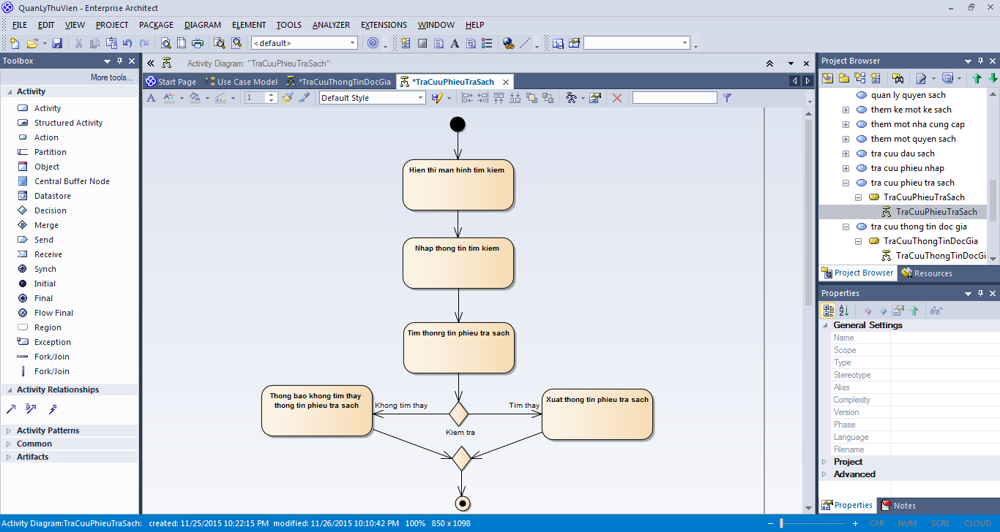 QuanLyThuVien - Enterprise Architect
FILE EDIT VIEW PROJECT PACKAGE DIAGRAM ELEMENT TOOLS ANALYZER EXTENSIONS WINDOW HELP
<default>
Toolbox
More tools...
Activity
Activity
Structured Activity
Action
Partition
Object
Central Buffer Node
Datastore
Decision
Merge
Send
Receive
Synch
Initial
Final
Flow Final
Region
Exception
Fork/Join
Fork/Join
Activity Relationships
Activity Patterns
Common
Artifacts
Activity Diagram: "TraCuuPhieuTraSach"
Start Page Use Case Model *TraCuuThongTinDocGia *TraCuuPhieuTraSach
1 Default Style
Hien thi man hinh tim kiem
Nhap thong tin tim kiem
Tim thonrg tin phieu tra sach
Thong bao khong tim thay
thong tin phieu tra sach
Khong tim thay
Tim thay
Xuat thong tin phieu tra sach
Kiem tra
Project Browser
quan ly quyen sach
them ke mot ke sach
them mot nha cung cap
them mot quyen sach
tra cuu dau sach
tra cuu phieu nhap
tra cuu phieu tra sach
TraCuuPhieuTraSach
TraCuuPhieuTraSach
tra cuu thong tin doc gia
TraCuuThongTinDocGia
TraCuuThongTinDocGi
Project Browser Resources
Properties
General Settings
Name
Scope
Type
Stereotype
Alias
Complexity
Version
Phase
Language
Filename
Project
Advanced
Properties Notes
Activity Diagram:TraCuuPhieuTraSach: created: 11/25/2015 10:22:15 PM modified: 11/26/2015 10:10:42 PM 100% 850 x 1098 CAP NUM SCRL CLOUD